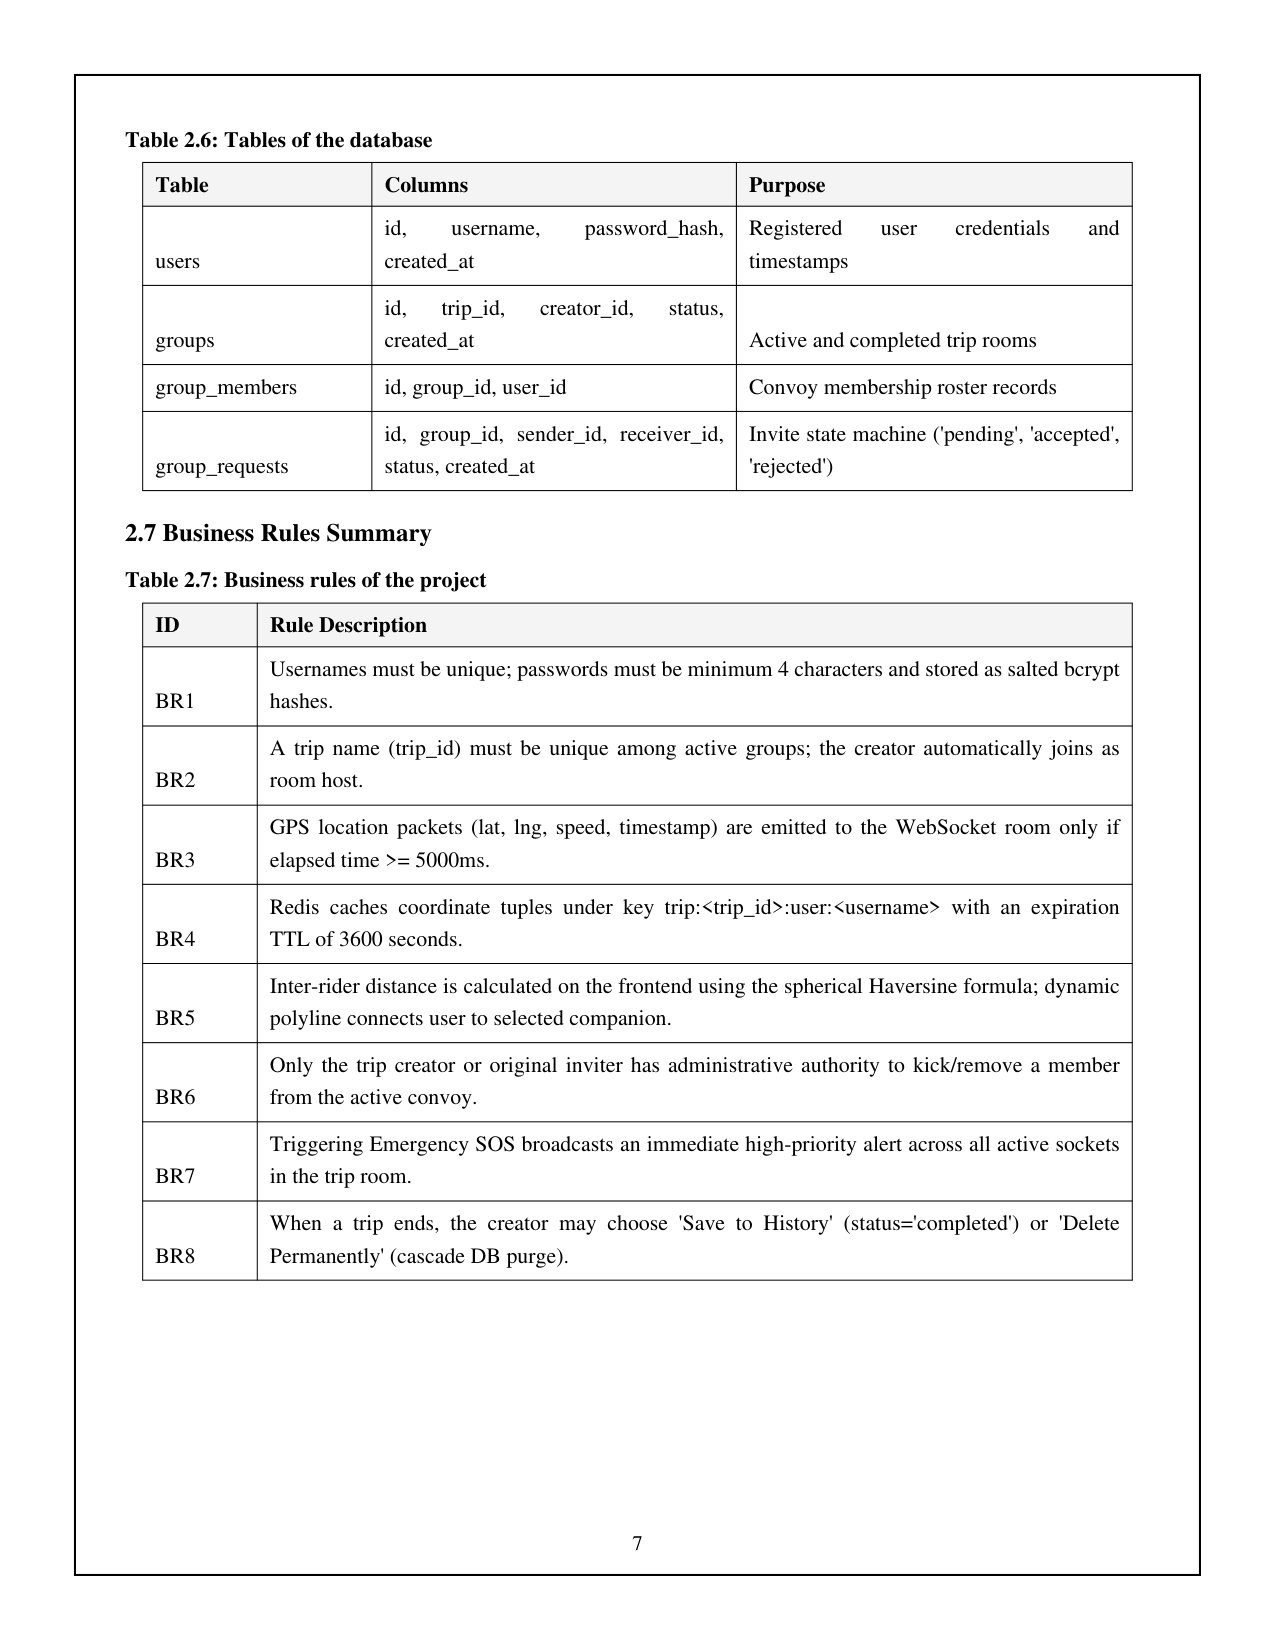 Table 2.6: Tables of the database
Table Columns Purpose
id, username, password_hash, Registered user credentials and
users created_at timestamps
id, trip_id, creator_id, status,
groups created_at Active and completed trip rooms
group_members id, group_id, user_id Convoy membership roster records
id, group_id, sender_id, receiver_id, Invite state machine ('pending', 'accepted',
group_requests status, created_at 'rejected')
2.7 Business Rules Summary
Table 2.7: Business rules of the project
ID Rule Description
Usernames must be unique; passwords must be minimum 4 characters and stored as salted bcrypt
BR1 hashes.
A trip name (trip_id) must be unique among active groups; the creator automatically joins as
BR2 room host.
GPS location packets (lat, lng, speed, timestamp) are emitted to the WebSocket room only if
BR3 elapsed time >= 5000ms.
Redis caches coordinate tuples under key trip:<trip_id>:user:<username> with an expiration
BR4 TTL of 3600 seconds.
Inter-rider distance is calculated on the frontend using the spherical Haversine formula; dynamic
BR5 polyline connects user to selected companion.
Only the trip creator or original inviter has administrative authority to kick/remove a member
BR6 from the active convoy.
Triggering Emergency SOS broadcasts an immediate high-priority alert across all active sockets
BR7 in the trip room.
When a trip ends, the creator may choose 'Save to History' (status='completed') or 'Delete
BR8 Permanently' (cascade DB purge).
7